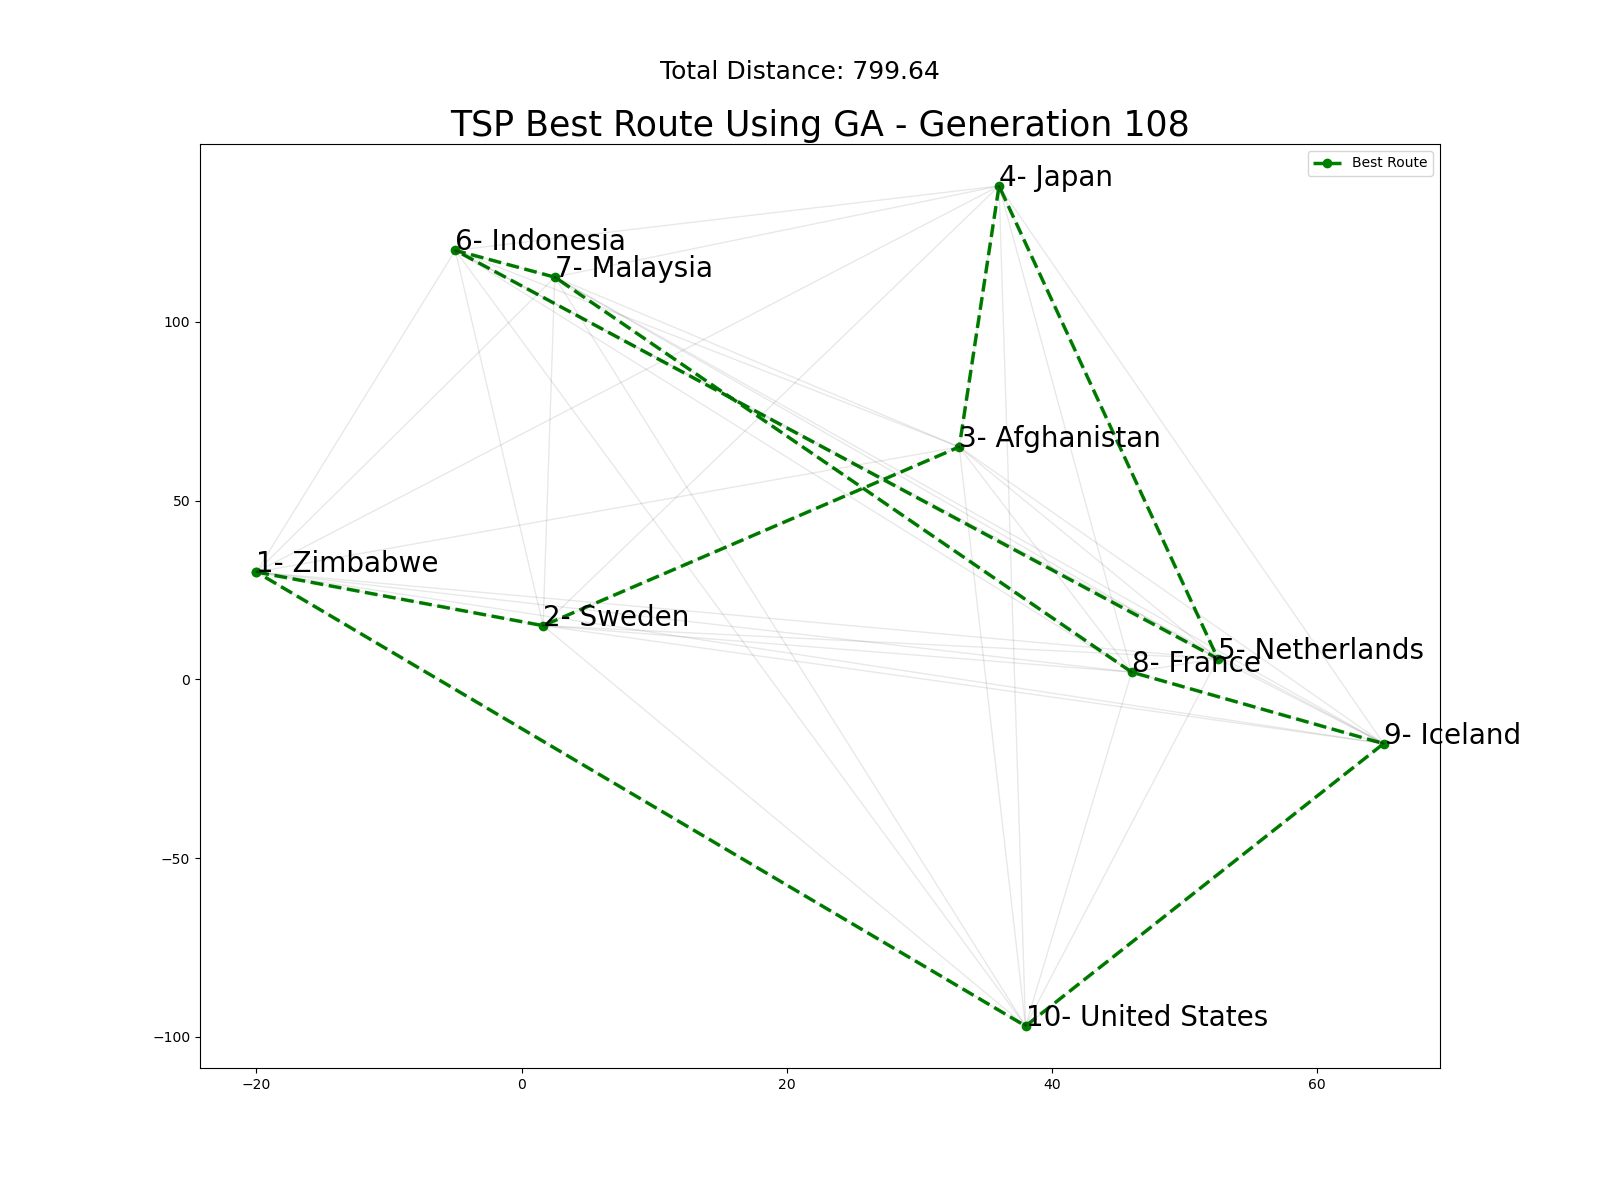 Total Distance: 799.64
TSP Best Route Using GA - Generation 108
Best Route
4- Japan
6- Indonesia
7- Malaysia
3- Afghanistan
1- Zimbabwe
2- Sweden
5- Netherlands
8- France
9- Iceland
10- United States
100
50
0
−50
−100
−20
0
20
40
60